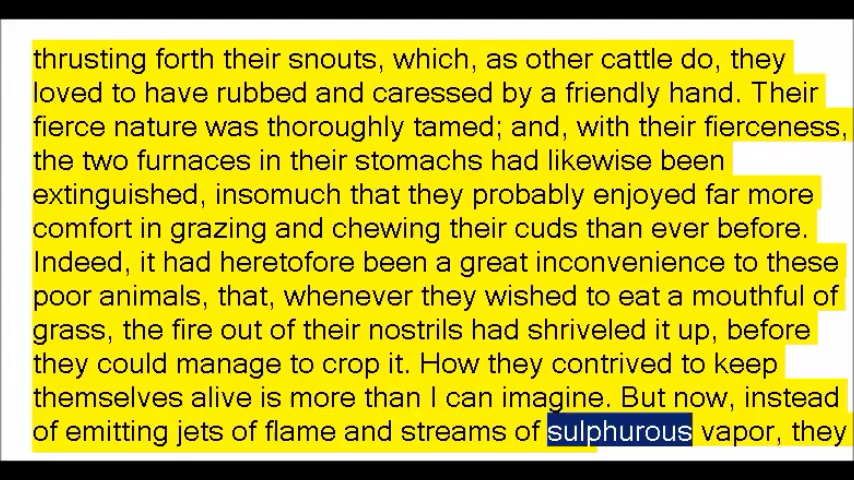 thrusting forth their snouts, which, as other cattle do, they
loved to have rubbed and caressed by a friendly hand. Their
fierce nature was thoroughly tamed; and, with their fierceness,
the two furnaces in their stomachs had likewise been
extinguished, insomuch that they probably enjoyed far more
comfort in grazing and chewing their cuds than ever before.
Indeed, it had heretofore been a great inconvenience to these
poor animals, that, whenever they wished to eat a mouthful of
grass, the fire out of their nostrils had shriveled it up, before
they could manage to crop it. How they contrived to keep
themselves alive is more than I can imagine. But now, instead
of emitting jets of flame and streams of sulphurous vapor, they